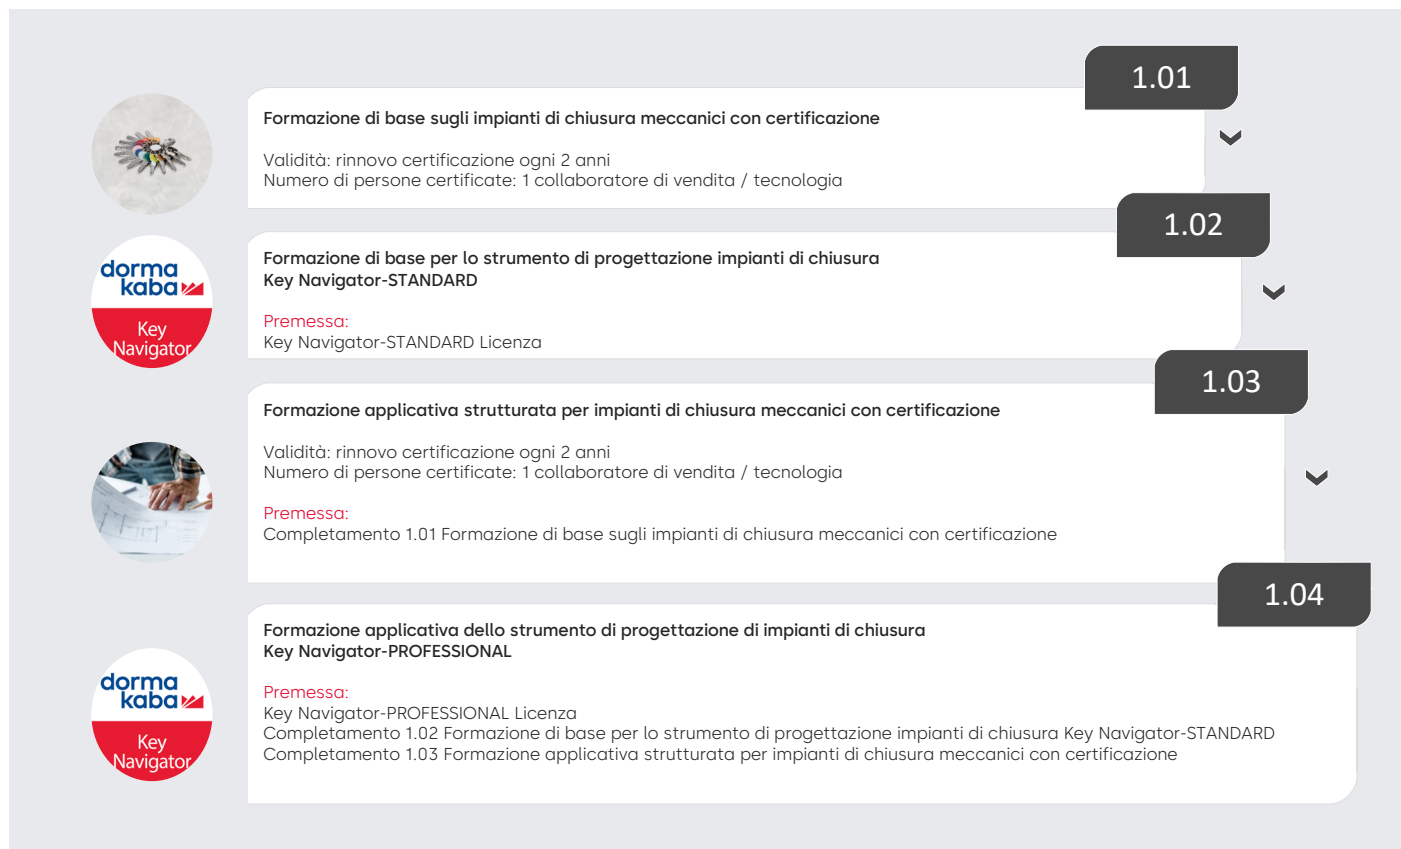 1.01
Formazione di base sugli impianti di chiusura meccanici con certificazione
Validità: rinnovo certificazione ogni 2 anni
Numero di persone certificate: 1 collaboratore di vendita / tecnologia
1.02
dorma
kaba
Key
Navigator
Formazione di base per lo strumento di progettazione impianti di chiusura
Key Navigator-STANDARD
Premessa:
Key Navigator-STANDARD Licenza
1.03
Formazione applicativa strutturata per impianti di chiusura meccanici con certificazione
Validità: rinnovo certificazione ogni 2 anni
Numero di persone certificate: 1 collaboratore di vendita / tecnologia
Premessa:
Completamento 1.01 Formazione di base sugli impianti di chiusura meccanici con certificazione
1.04
dorma
kaba
Key
Navigator
Formazione applicativa dello strumento di progettazione di impianti di chiusura
Key Navigator-PROFESSIONAL
Premessa:
Key Navigator-PROFESSIONAL Licenza
Completamento 1.02 Formazione di base per lo strumento di progettazione impianti di chiusura Key Navigator-STANDARD
Completamento 1.03 Formazione applicativa strutturata per impianti di chiusura meccanici con certificazione